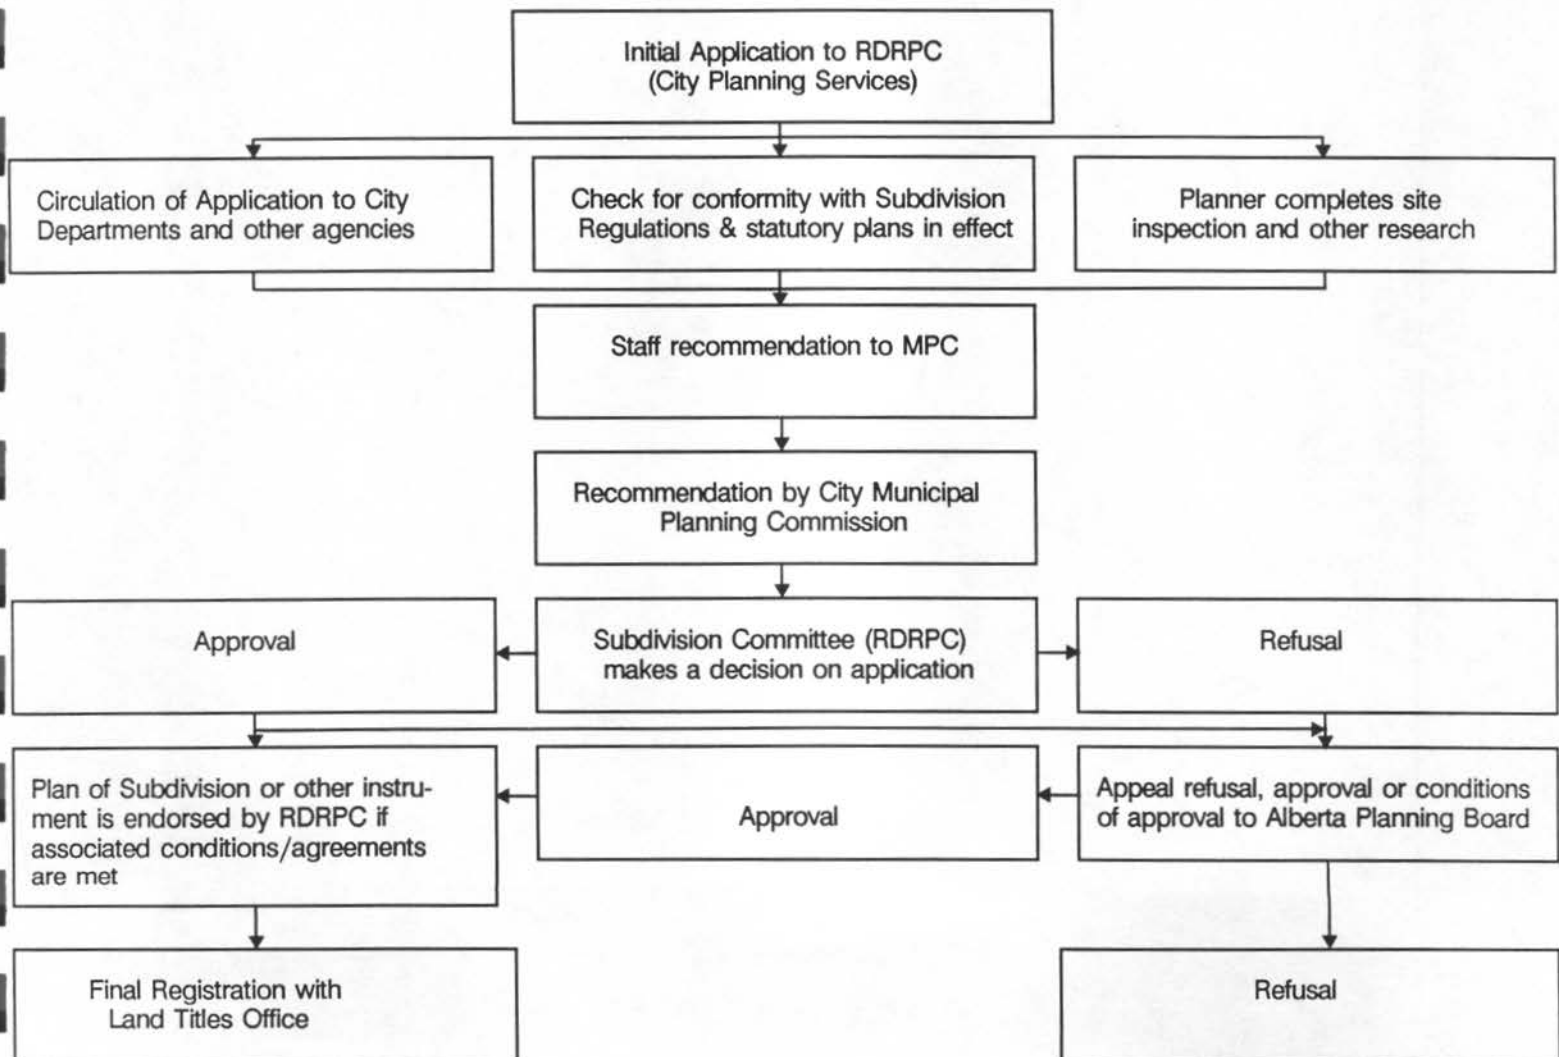 Initial Application to RDRPC
(City Planning Services)
Circulation of Application to City
Departments and other agencies
Check for conformity with Subdivision
Regulations & statutory plans in effect
Planner completes site
inspection and other research
Staff recommendation to MPC
Recommendation by City Municipal
Planning Commission
Approval
Subdivision Committee (RDRPC)
makes a decision on application
Refusal
Plan of Subdivision or other instru-
ment is endorsed by RDRPC if
associated conditions/agreements
are met
Approval
Appeal refusal, approval or conditions
of approval to Alberta Planning Board
Final Registration with
Land Titles Office
Refusal